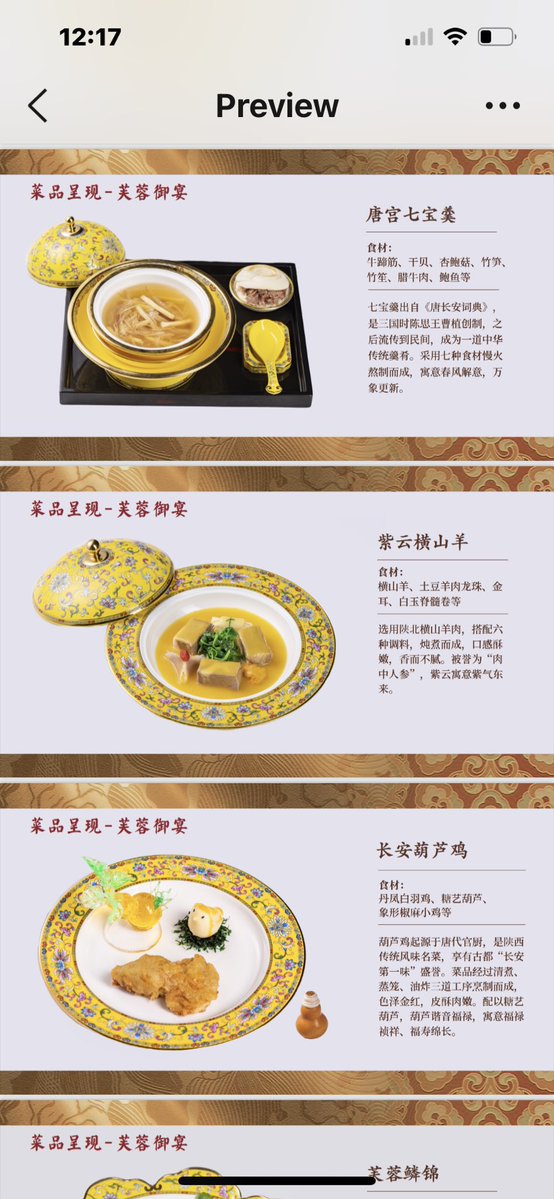 12:17
Preview
菜品呈现-芙蓉御宴
唐宫七宝羹
食材：
牛蹄筋、干贝、杏鲍菇、竹笋、
竹笙、腊牛肉、鲍鱼等
七宝羹出自《唐长安词典》，
是三国时陈思王曹植创制，之
后流传到民间，成为一道中华
传统羹肴。采用七种食材慢火
熬制而成，寓意春风解意，万
象更新。
菜品呈现-芙蓉御宴
紫云横山羊
食材：
横山羊、土豆羊肉龙珠、金
耳、白玉脊髓卷等
选用陕北横山羊肉，搭配六
种调料，炖煮而成，口感酥
嫩，香而不腻。被誉为“肉
中人参”，紫云寓意紫气东
来。
菜品呈现-芙蓉御宴
长安葫芦鸡
食材：
丹凤白羽鸡、糖艺葫芦、
象形椒麻小鸡等
葫芦鸡起源于唐代官厨，是陕西
传统风味名菜，享有古都“长安
第一味”盛誉。菜品经过清煮、
蒸笼、油炸三道工序烹制而成，
色泽金红，皮酥肉嫩。配以糖艺
葫芦，葫芦谐音福禄，寓意福禄
祯祥、福寿绵长。
菜品呈现-芙蓉御宴
芙蓉鳞锦